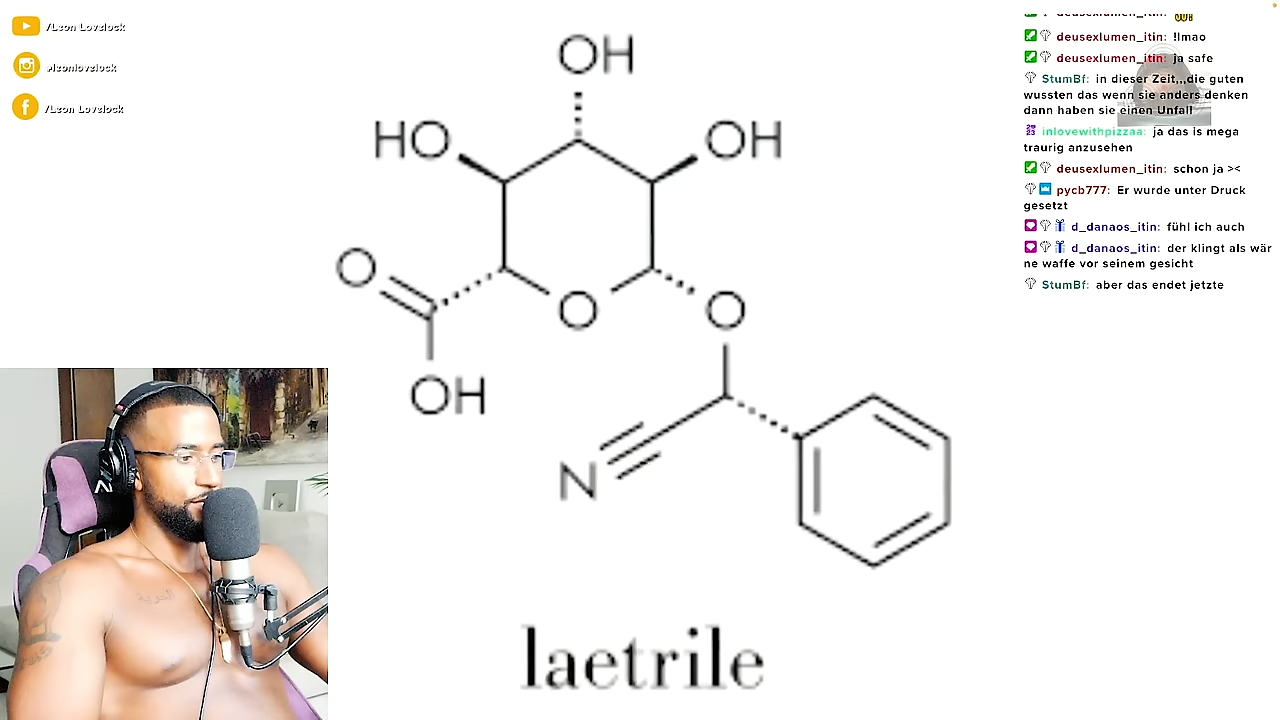 /Leon Lovelock
/leonlovelock
/Leon Lovelock
OH
HO
OH
O
O
O
OH
N
laetrile
deusexlumen_itin:
deusexlumen_itin: !lmao
deusexlumen_itin: ja safe
StumBf: in dieser Zeit,,,die guten
wussten das wenn sie anders denken
dann haben sie einen Unfall
inlovewithpizzaa: ja das is mega
traurig anzusehen
deusexlumen_itin: schon ja ><
pycb777: Er wurde unter Druck
gesetzt
d_danaos_itin: fühl ich auch
d_danaos_itin: der klingt als wär
ne waffe vor seinem gesicht
StumBf: aber das endet jetzte